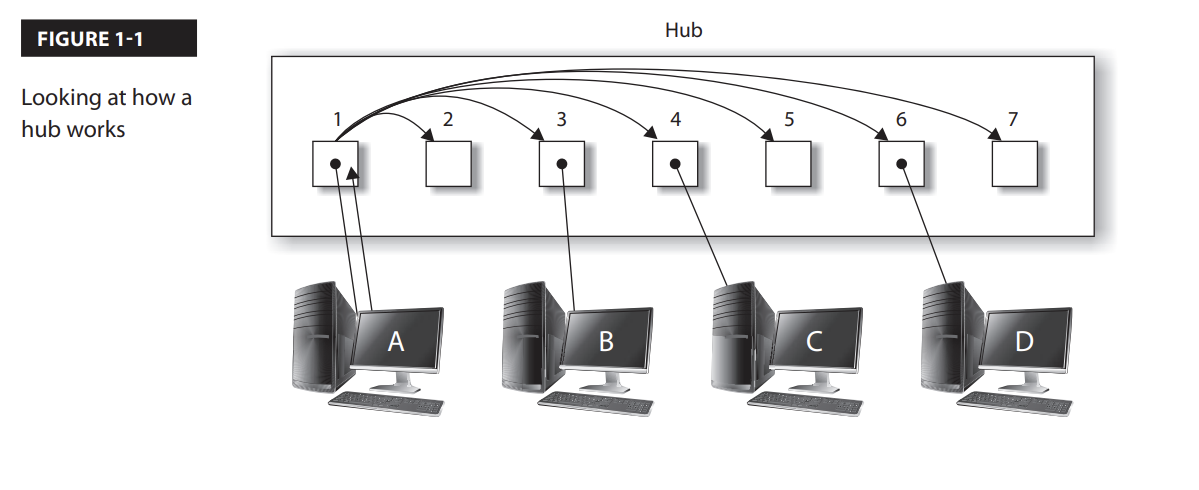 FIGURE 1-1
Looking at how a
hub works
Hub
1 2 3 4 5 6 7
A B C D